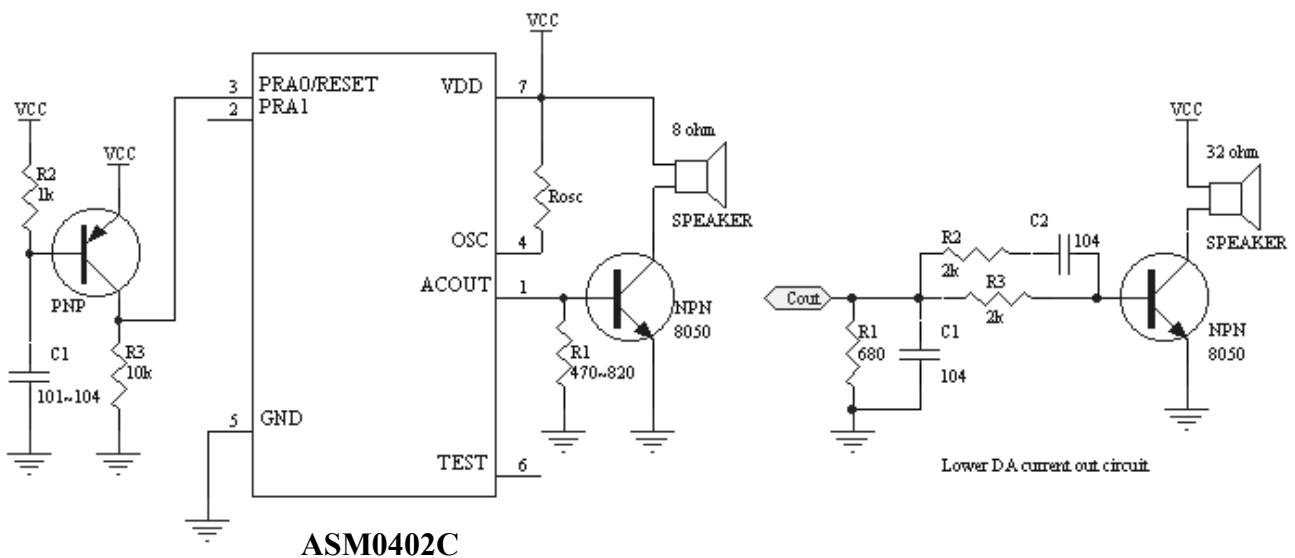 VCC
3
PRA0/RESET
VDD
7
2
PRA1
VCC
R2
1k
VCC
PNP
C1
101~104
R3
10k
8 ohm
SPEAKER
Rosc
OSC
4
ACOUT
1
NPN
8050
R1
470~820
5
GND
TEST
6
ASM0402C
VCC
32 ohm
SPEAKER
C2
104
R2
2k
R3
2k
Cout
R1
680
C1
104
NPN
8050
Lower DA current out circuit